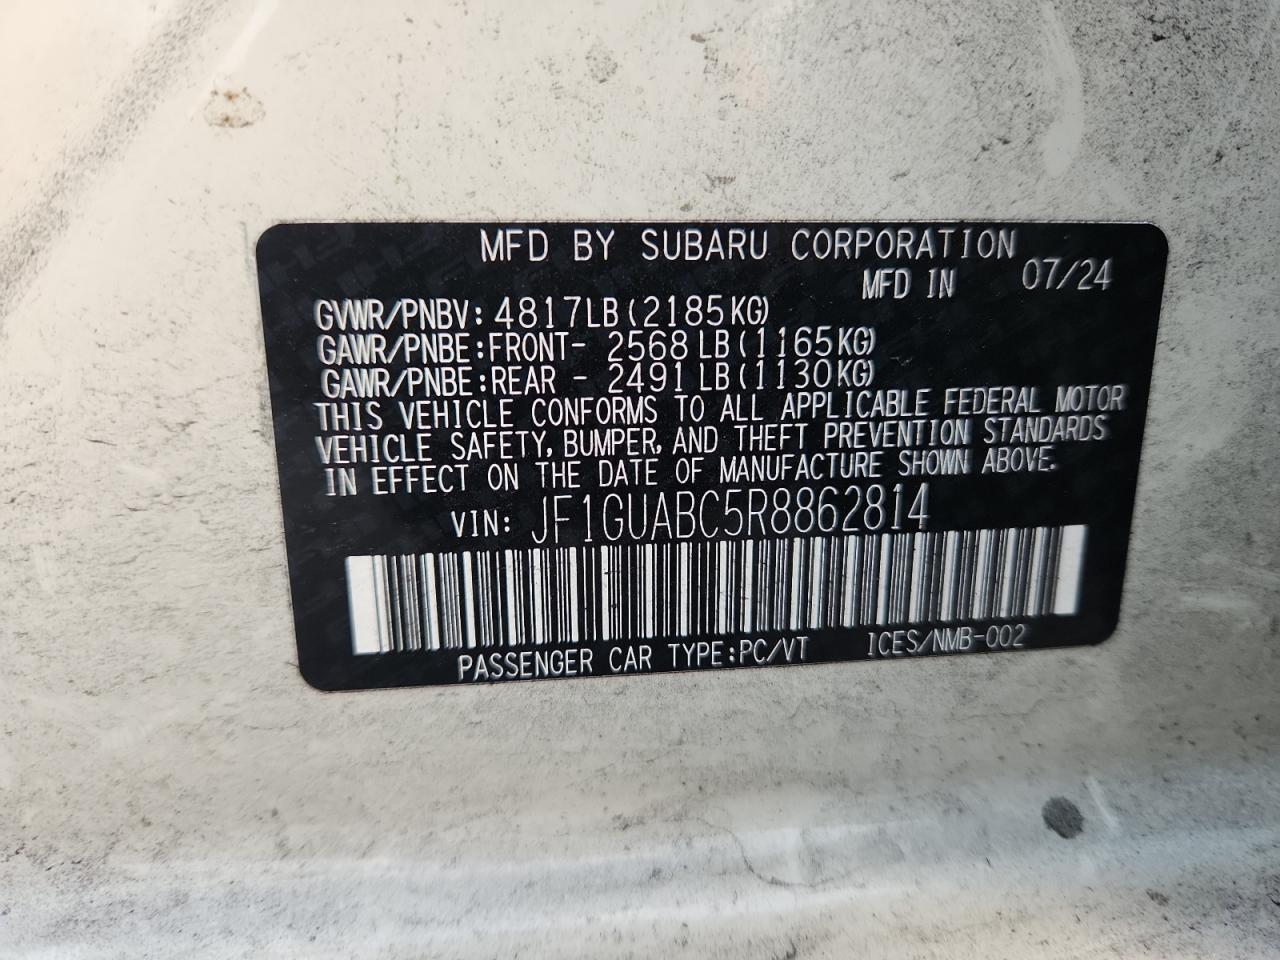 MFD BY SUBARU CORPORATION
MFD IN 07/24
GVWR/PNBV: 4817LB(2185KG)
GAWR/PNBE:FRONT- 2568 LB(1165KG)
GAWR/PNBE:REAR - 2491 LB(1130KG)
THIS VEHICLE CONFORMS TO ALL APPLICABLE FEDERAL MOTOR
VEHICLE SAFETY, BUMPER, AND THEFT PREVENTION STANDARDS
IN EFFECT ON THE DATE OF MANUFACTURE SHOWN ABOVE.
VIN: JF1GUABC5R8862814
PASSENGER CAR TYPE:PC/VT ICES/NMB-002